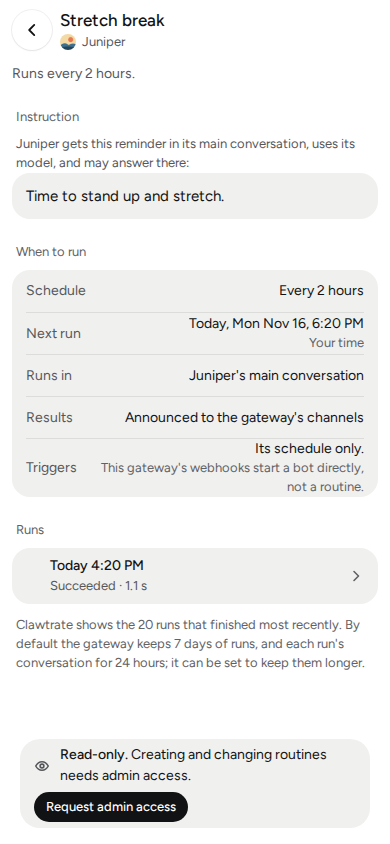 Stretch break
Juniper
Runs every 2 hours.
Instruction
Juniper gets this reminder in its main conversation, uses its
model, and may answer there:
Time to stand up and stretch.
When to run
Schedule
Every 2 hours
Next run
Today, Mon Nov 16, 6:20 PM
Your time
Runs in
Juniper's main conversation
Results
Announced to the gateway's channels
Triggers
Its schedule only.
This gateway's webhooks start a bot directly,
not a routine.
Runs
Today 4:20 PM
Succeeded · 1.1 s
Clawtrate shows the 20 runs that finished most recently. By
default the gateway keeps 7 days of runs, and each run's
conversation for 24 hours; it can be set to keep them longer.
Read-only. Creating and changing routines
needs admin access.
Request admin access